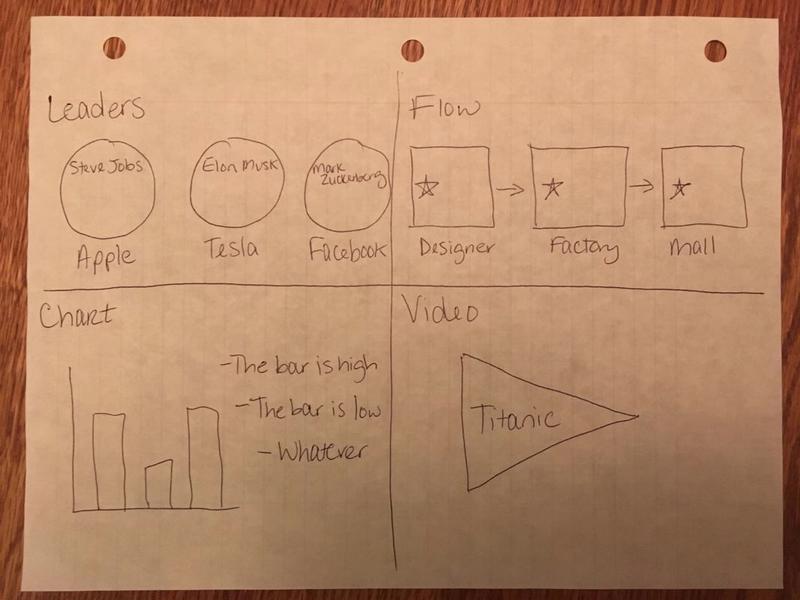 Leaders
Steve Jobs
Elon Musk
Mark
Zuckerberg
Apple
Tesla
Facebook
Flow
Designer
Factory
Mall
Chart
-The bar is high
-The bar is low
-Whatever
Video
Titanic